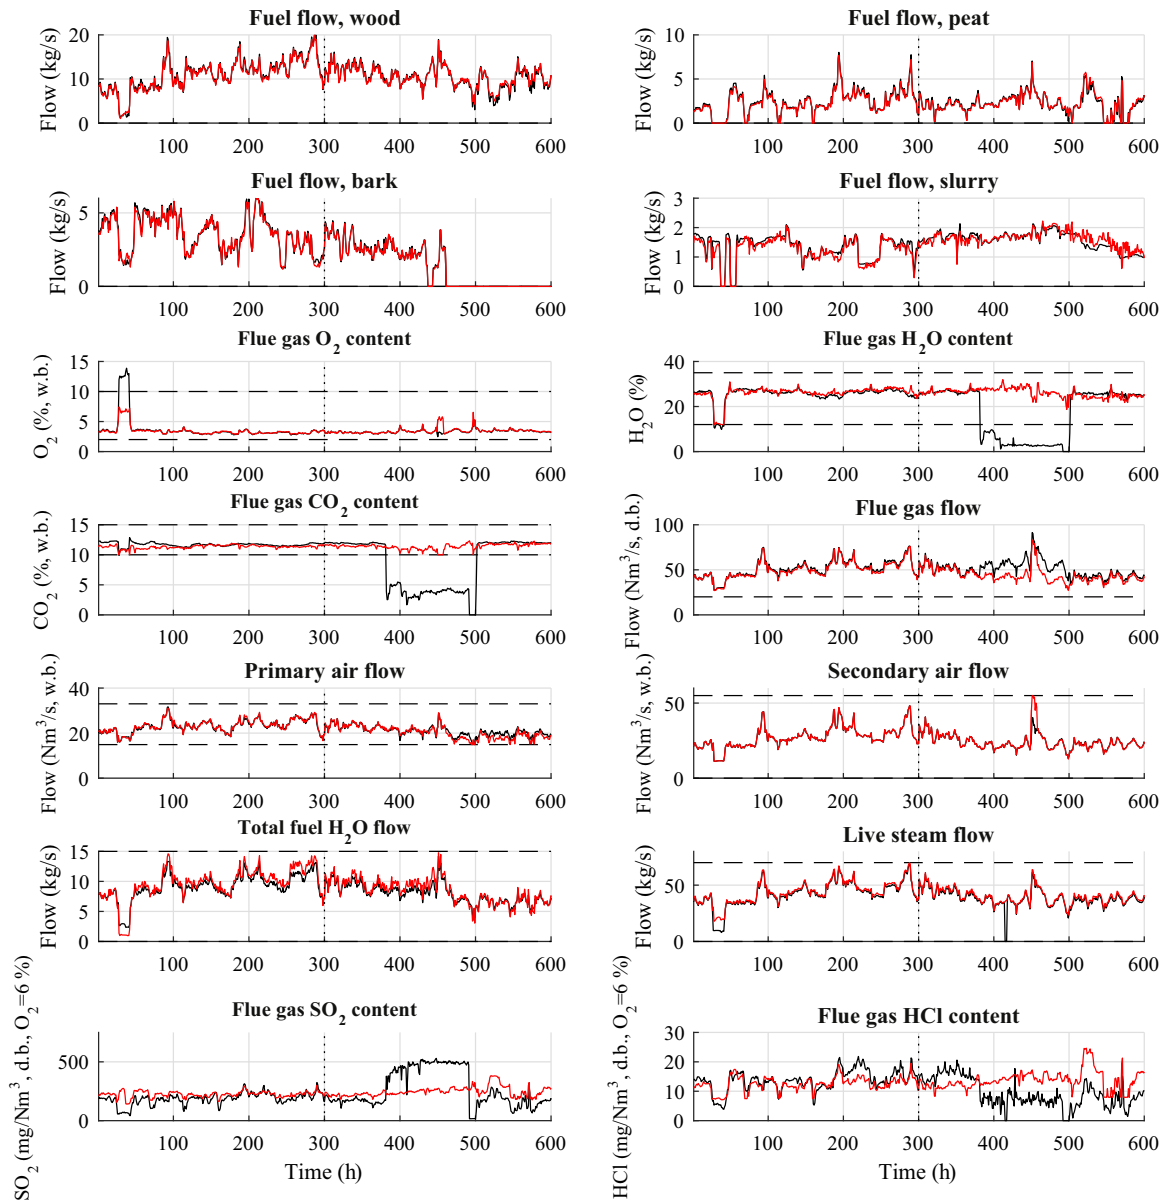 Fuel flow, wood
Flow (kg/s)
20
10
0
100 200 300 400 500 600
Fuel flow, peat
Flow (kg/s)
10
5
0
100 200 300 400 500 600
Fuel flow, bark
Flow (kg/s)
5
0
100 200 300 400 500 600
Fuel flow, slurry
Flow (kg/s)
3
2
1
0
100 200 300 400 500 600
Flue gas O2 content
O2 (%, w.b.)
15
10
5
0
100 200 300 400 500 600
Flue gas H2O content
H2O (%)
40
20
0
100 200 300 400 500 600
Flue gas CO2 content
CO2 (%, w.b.)
15
10
5
0
100 200 300 400 500 600
Flue gas flow
Flow (Nm3/s, d.b.)
100
50
0
100 200 300 400 500 600
Primary air flow
Flow (Nm3/s, w.b.)
40
20
0
100 200 300 400 500 600
Secondary air flow
Flow (Nm3/s, w.b.)
50
0
100 200 300 400 500 600
Total fuel H2O flow
Flow (kg/s)
15
10
5
0
100 200 300 400 500 600
Live steam flow
Flow (kg/s)
50
0
100 200 300 400 500 600
Flue gas SO2 content
SO2 (mg/Nm3, d.b., O2=6 %)
500
0
100 200 300 400 500 600
Time (h)
Flue gas HCl content
HCl (mg/Nm3, d.b., O2=6 %)
30
20
10
0
100 200 300 400 500 600
Time (h)